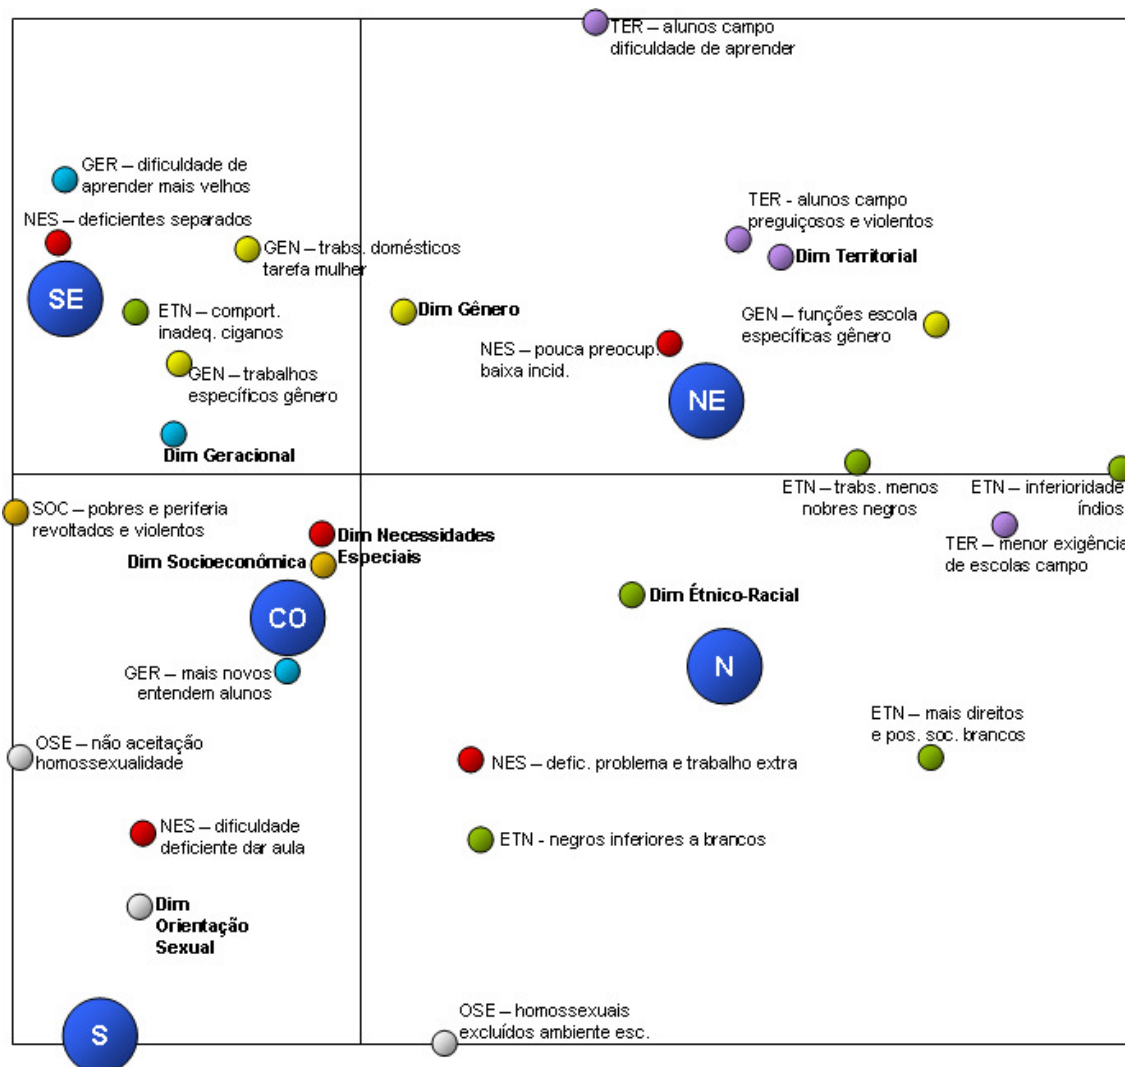 TER – alunos campo
dificuldade de aprender
GER – dificuldade de
aprender mais velhos
NES – deficientes separados
GEN – trabs. domésticos
tarefa mulher
TER - alunos campo
preguiçosos e violentos
Dim Territorial
SE
ETN – comport.
inadeq. ciganos
Dim Gênero
GEN – funções escola
específicas gênero
NES – pouca preocup.
baixa incid.
GEN – trabalhos
específicos gênero
NE
Dim Geracional
ETN – trabs. menos
nobres negros
ETN – inferioridade
índios
SOC – pobres e periferia
revoltados e violentos
Dim Necessidades
Especiais
Dim Socioeconômica
TER – menor exigência
de escolas campo
Dim Étnico-Racial
CO
N
GER – mais novos
entendem alunos
ETN – mais direitos
e pos. soc. brancos
OSE – não aceitação
homossexualidade
NES – defic. problema e trabalho extra
NES – dificuldade
deficiente dar aula
ETN - negros inferiores a brancos
Dim
Orientação
Sexual
OSE – homossexuais
excluídos ambiente esc.
S